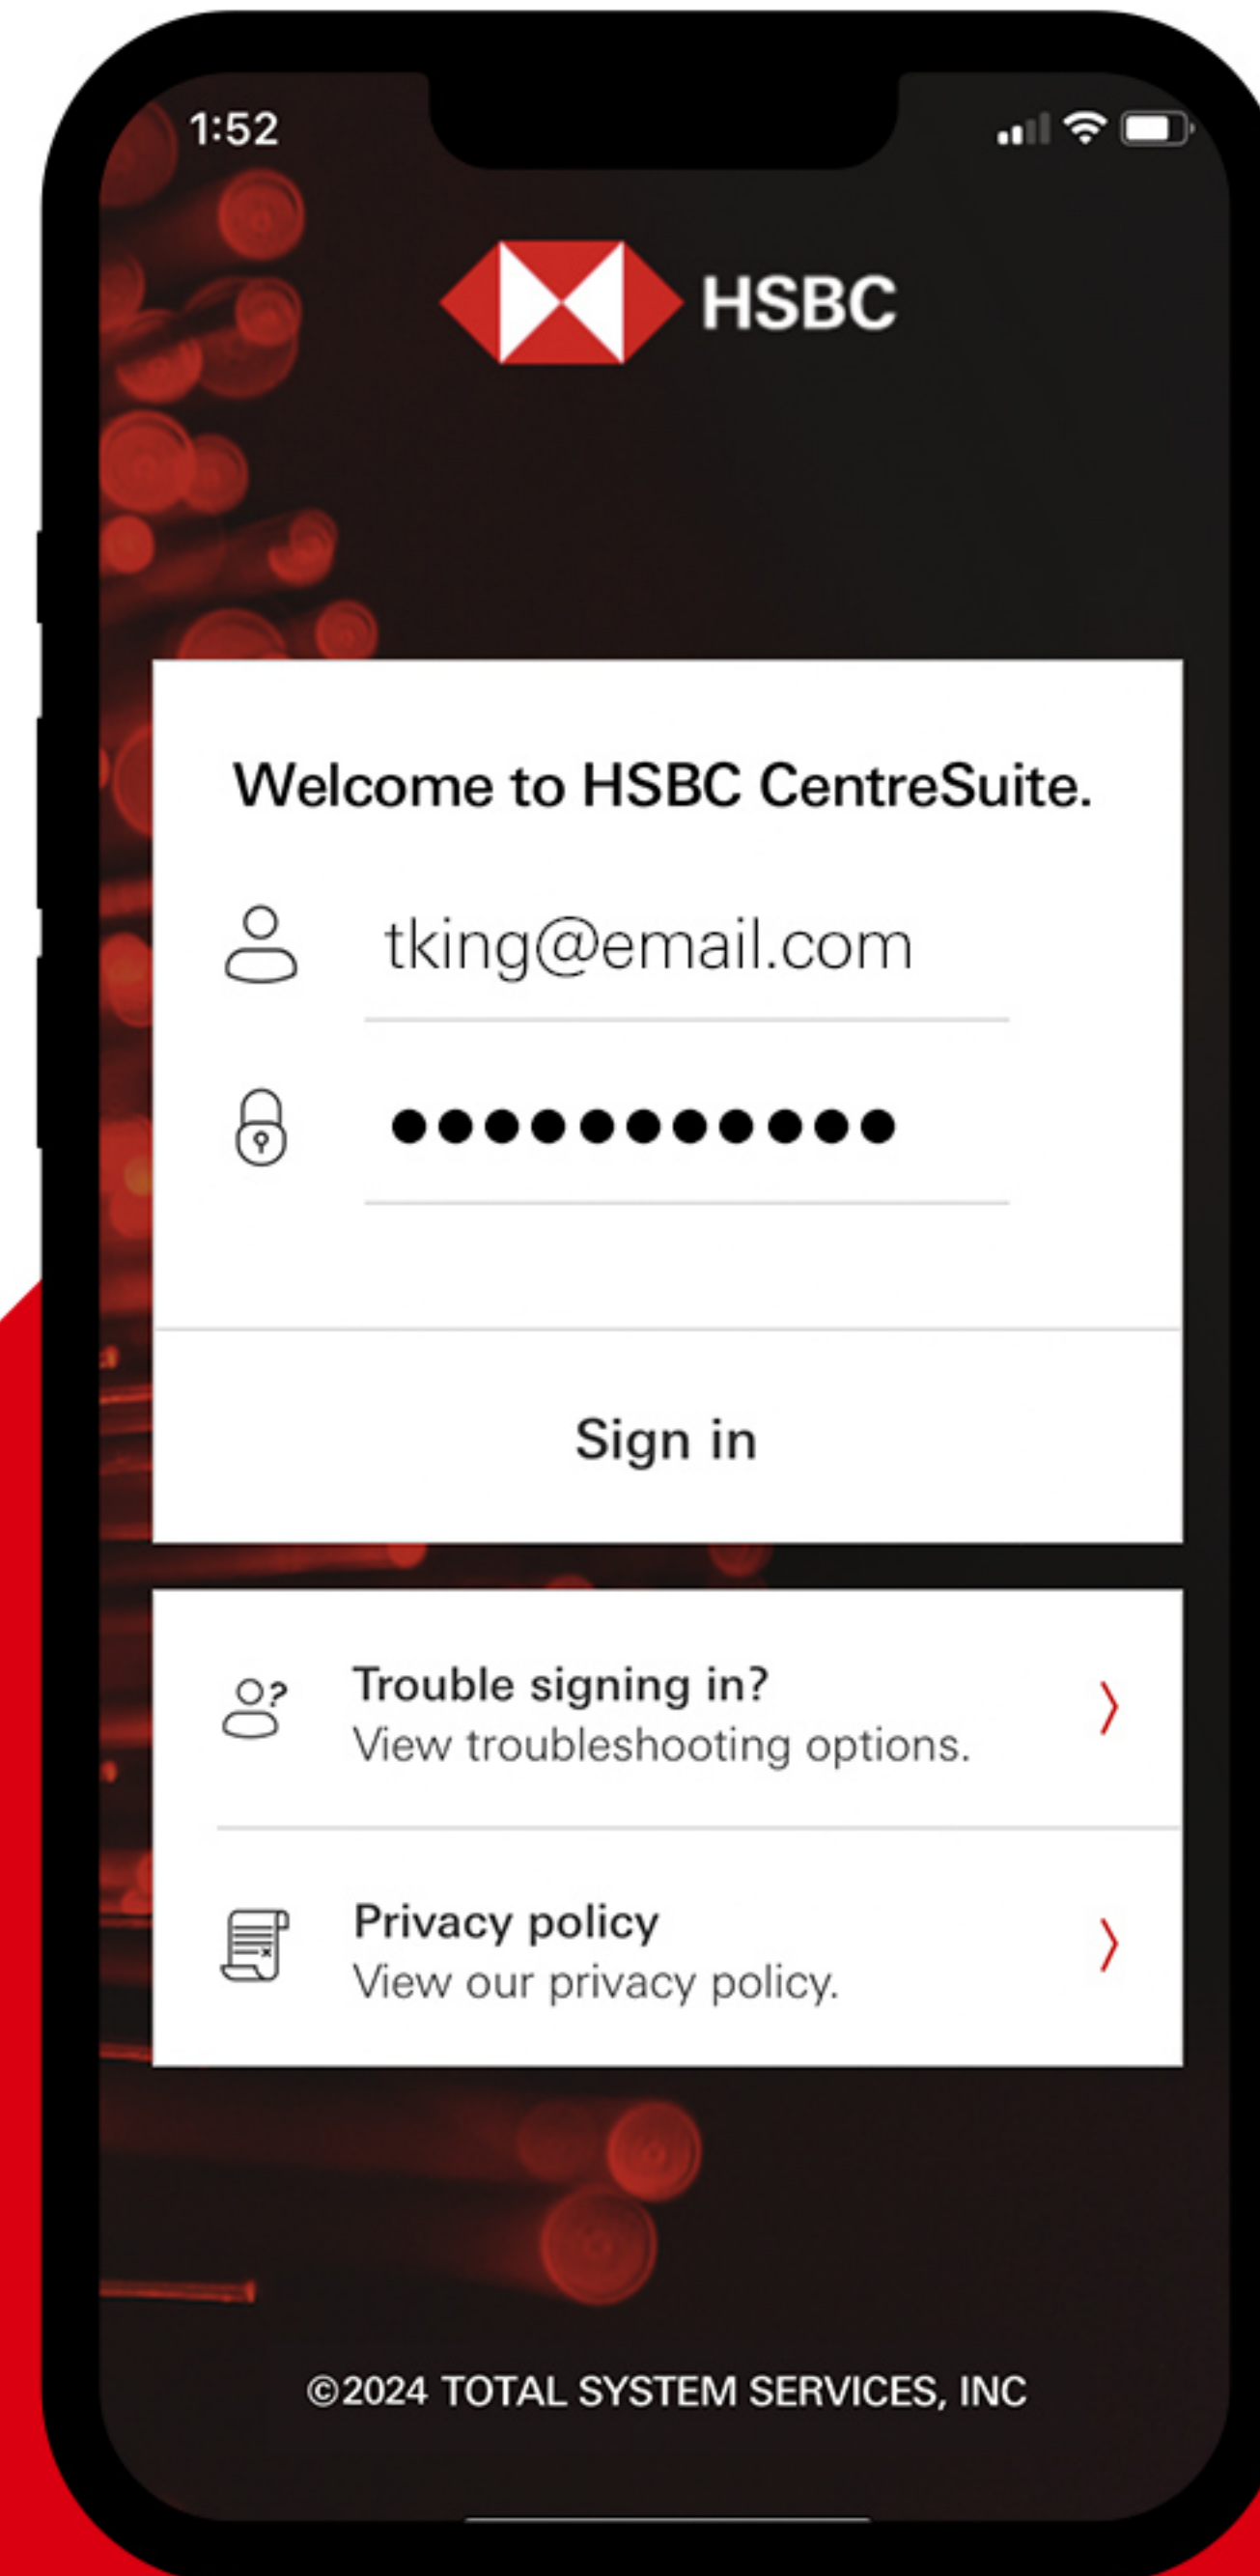 1:52
HSBC
Welcome to HSBC CentreSuite.
tking@email.com
●●●●●●●●●●●
Sign in
Trouble signing in?
View troubleshooting options.
Privacy policy
View our privacy policy.
©2024 TOTAL SYSTEM SERVICES, INC